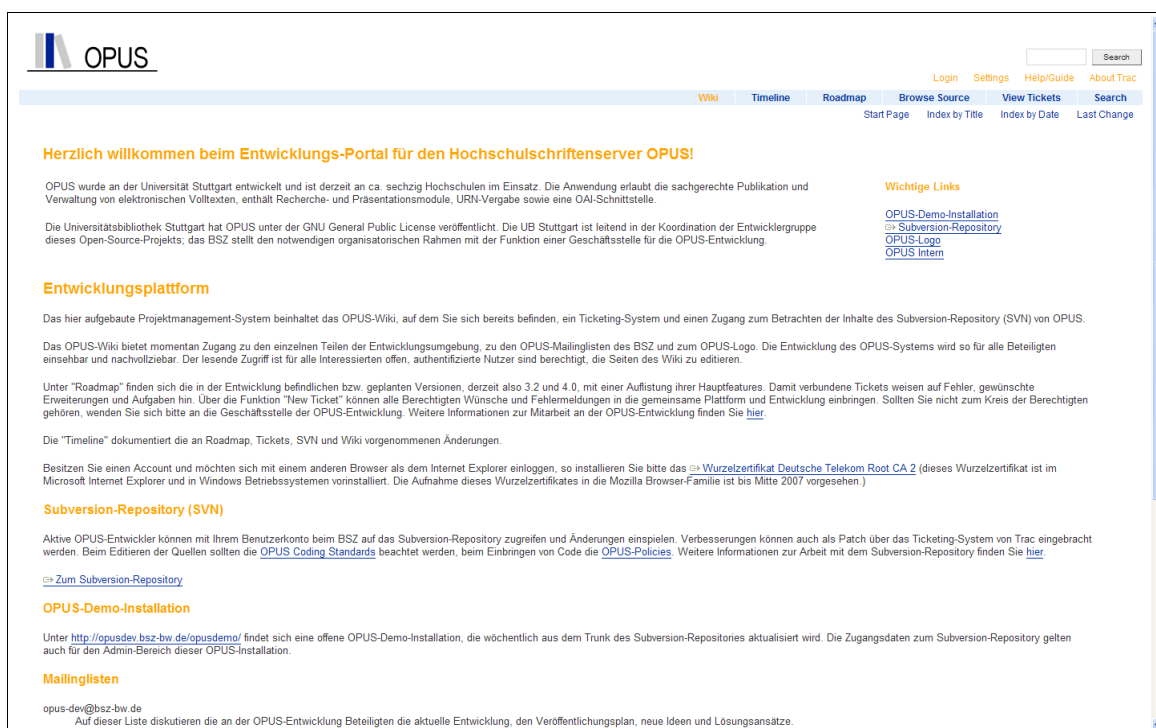 OPUS
Search
Login Settings Help/Guide About Trac
Wiki Timeline Roadmap Browse Source View Tickets Search
Start Page Index by Title Index by Date Last Change
Herzlich willkommen beim Entwicklungs-Portal für den Hochschulschriftenserver OPUS!
OPUS wurde an der Universität Stuttgart entwickelt und ist derzeit an ca. sechzig Hochschulen im Einsatz. Die Anwendung erlaubt die sachgerechte Publikation und
Verwaltung von elektronischen Volltexten, enthält Recherche- und Präsentationsmodule, URN-Vergabe sowie eine OAI-Schnittstelle.
Die Universitätsbibliothek Stuttgart hat OPUS unter der GNU General Public License veröffentlicht. Die UB Stuttgart ist leitend in der Koordination der Entwicklergruppe
dieses Open-Source-Projekts; das BSZ stellt den notwendigen organisatorischen Rahmen mit der Funktion einer Geschäftsstelle für die OPUS-Entwicklung.
Wichtige Links
OPUS-Demo-Installation
Subversion-Repository
OPUS-Logo
OPUS Intern
Entwicklungsplattform
Das hier aufgebaute Projektmanagement-System beinhaltet das OPUS-Wiki, auf dem Sie sich bereits befinden, ein Ticketing-System und einen Zugang zum Betrachten der Inhalte des Subversion-Repository (SVN) von OPUS.
Das OPUS-Wiki bietet momentan Zugang zu den einzelnen Teilen der Entwicklungsumgebung, zu den OPUS-Mailinglisten des BSZ und zum OPUS-Logo. Die Entwicklung des OPUS-Systems wird so für alle Beteiligten
einsehbar und nachvollziebar. Der lesende Zugriff ist für alle Interessierten offen, authentifizierte Nutzer sind berechtigt, die Seiten des Wiki zu editieren.
Unter "Roadmap" finden sich die in der Entwicklung befindlichen bzw. geplanten Versionen, derzeit also 3.2 und 4.0, mit einer Auflistung ihrer Hauptfeatures. Damit verbundene Tickets weisen auf Fehler, gewünschte
Erweiterungen und Aufgaben hin. Über die Funktion "New Ticket" können alle Berechtigten Wünsche und Fehlermeldungen in die gemeinsame Plattform und Entwicklung einbringen. Sollten Sie nicht zum Kreis der Berechtigten
gehören, wenden Sie sich bitte an die Geschäftsstelle der OPUS-Entwicklung. Weitere Informationen zur Mitarbeit an der OPUS-Entwicklung finden Sie hier.
Die "Timeline" dokumentiert die an Roadmap, Tickets, SVN und Wiki vorgenommenen Änderungen.
Besitzen Sie einen Account und möchten sich mit einem anderen Browser als dem Internet Explorer einloggen, so installieren Sie bitte das Wurzelzertifikat Deutsche Telekom Root CA 2 (dieses Wurzelzertifikat ist im
Microsoft Internet Explorer und in Windows Betriebssystemen vorinstalliert. Die Aufnahme dieses Wurzelzertifikates in die Mozilla Browser-Familie ist bis Mitte 2007 vorgesehen.)
Subversion-Repository (SVN)
Aktive OPUS-Entwickler können mit Ihrem Benutzerkonto beim BSZ auf das Subversion-Repository zugreifen und Änderungen einspielen. Verbesserungen können auch als Patch über das Ticketing-System von Trac eingebracht
werden. Beim Editieren der Quellen sollten die OPUS Coding Standards beachtet werden, beim Einbringen von Code die OPUS-Policies. Weitere Informationen zur Arbeit mit dem Subversion-Repository finden Sie hier.
Zum Subversion-Repository
OPUS-Demo-Installation
Unter http://opusdev.bsz-bw.de/opusdemo/ findet sich eine offene OPUS-Demo-Installation, die wöchentlich aus dem Trunk des Subversion-Repositories aktualisiert wird. Die Zugangsdaten zum Subversion-Repository gelten
auch für den Admin-Bereich dieser OPUS-Installation.
Mailinglisten
opus-dev@bsz-bw.de
Auf dieser Liste diskutieren die an der OPUS-Entwicklung Beteiligten die aktuelle Entwicklung, den Veröffentlichungsplan, neue Ideen und Lösungsansätze.